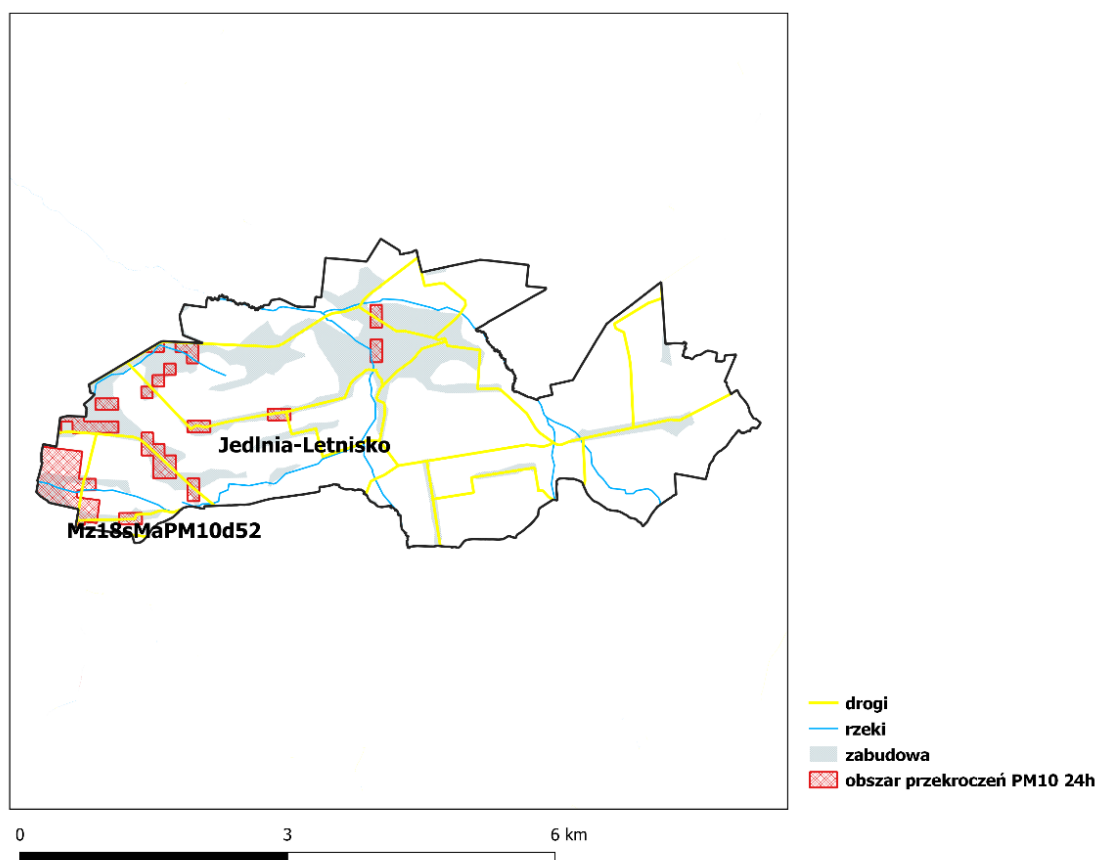 Jedlnia-Letnisko
Mz18sMaPM10d52
drogi
rzeki
zabudowa
obszar przekroczeń PM10 24h
0 3 6 km